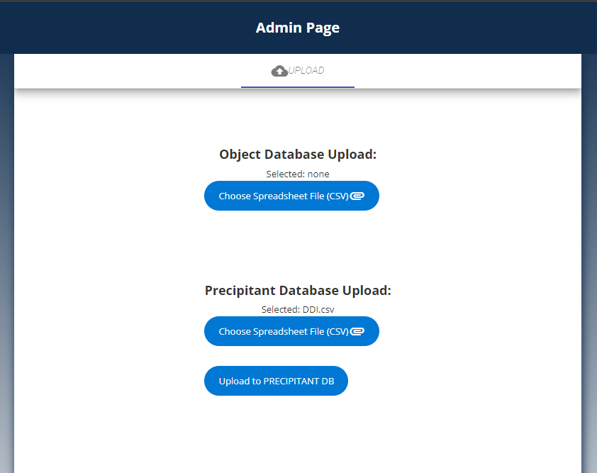 Admin Page
UPLOAD
Object Database Upload:
Selected: none
Choose Spreadsheet File (CSV)
Precipitant Database Upload:
Selected: DDI.csv
Choose Spreadsheet File (CSV)
Upload to PRECIPITANT DB